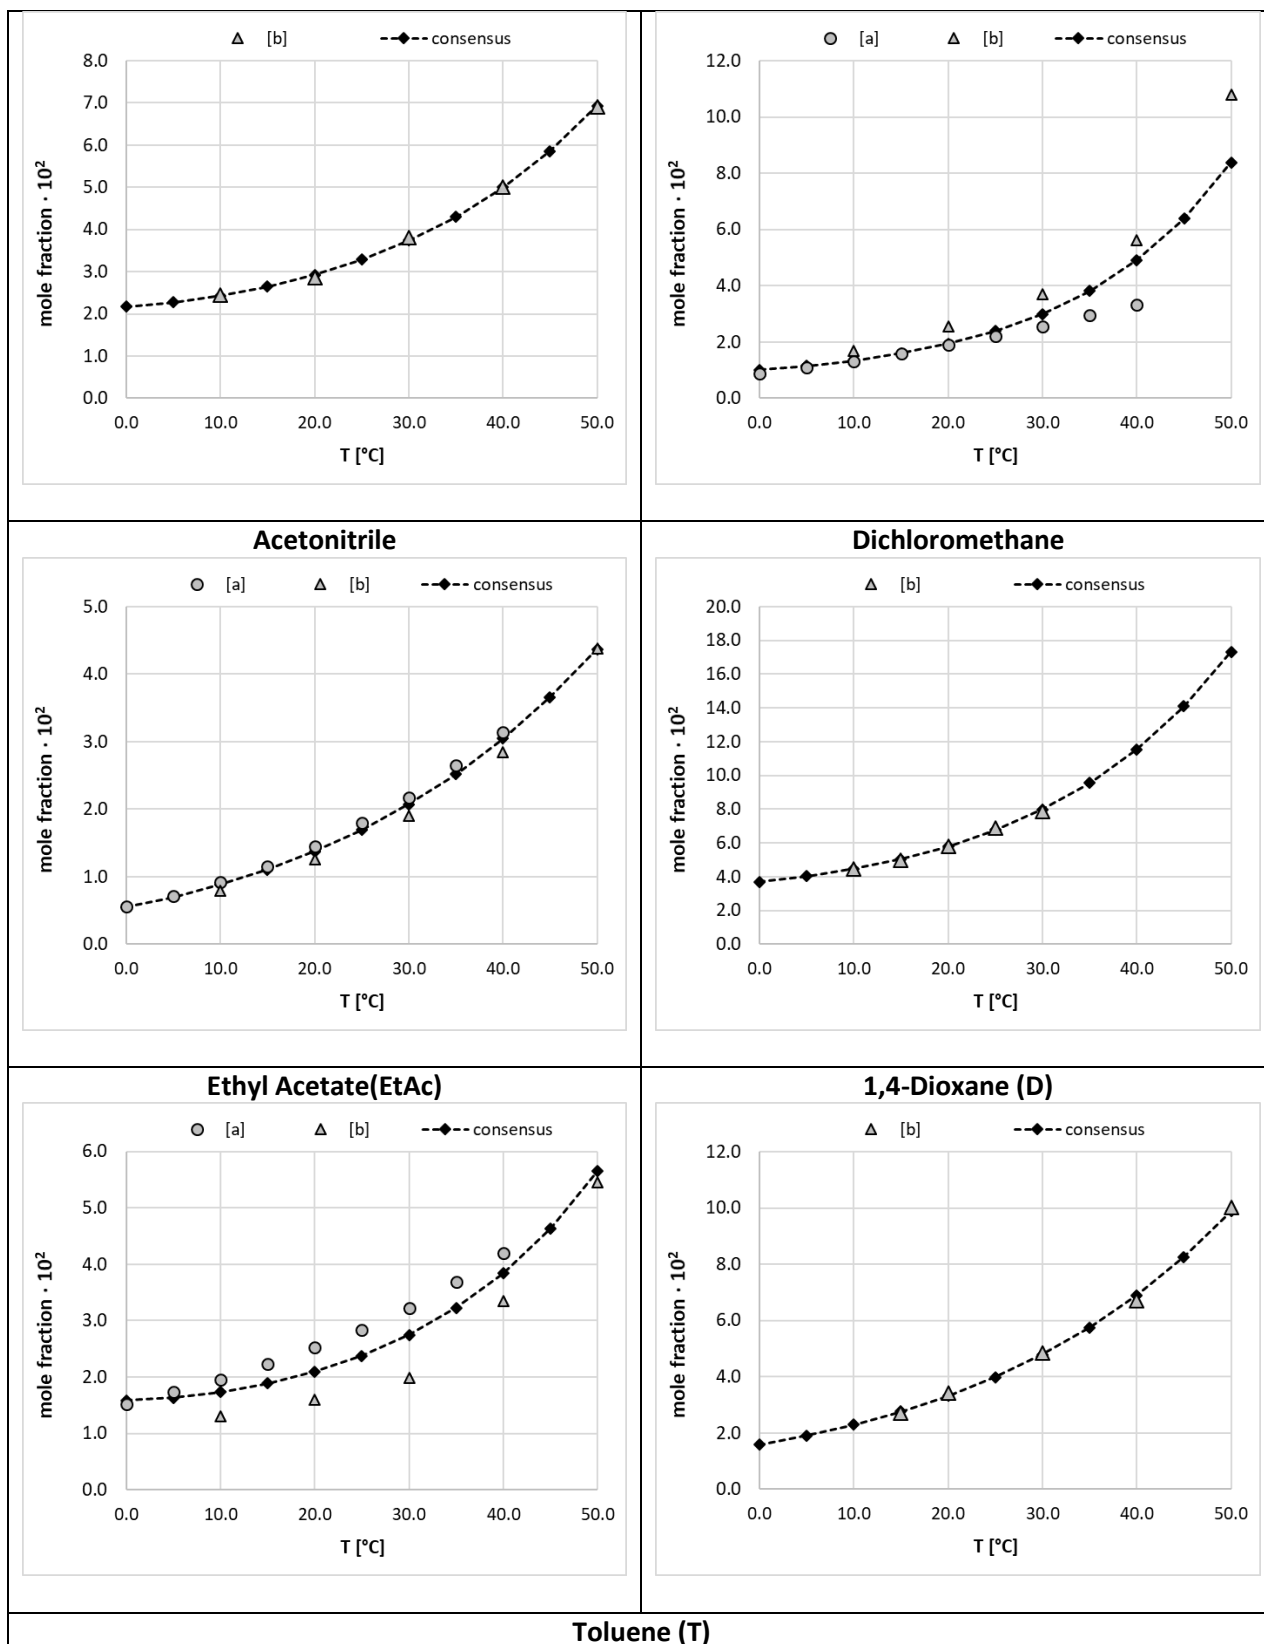 [b] consensus
8.0
7.0
6.0
5.0
4.0
3.0
2.0
1.0
0.0
mole fraction · 10²
0.0 10.0 20.0 30.0 40.0 50.0
T [°C]
[a] [b] consensus
12.0
10.0
8.0
6.0
4.0
2.0
0.0
mole fraction · 10²
0.0 10.0 20.0 30.0 40.0 50.0
T [°C]
Acetonitrile
[a] [b] consensus
5.0
4.0
3.0
2.0
1.0
0.0
mole fraction · 10²
0.0 10.0 20.0 30.0 40.0 50.0
T [°C]
Dichloromethane
[b] consensus
20.0
18.0
16.0
14.0
12.0
10.0
8.0
6.0
4.0
2.0
0.0
mole fraction · 10²
0.0 10.0 20.0 30.0 40.0 50.0
T [°C]
Ethyl Acetate(EtAc)
[a] [b] consensus
6.0
5.0
4.0
3.0
2.0
1.0
0.0
mole fraction · 10²
0.0 10.0 20.0 30.0 40.0 50.0
T [°C]
1,4-Dioxane (D)
[b] consensus
12.0
10.0
8.0
6.0
4.0
2.0
0.0
mole fraction · 10²
0.0 10.0 20.0 30.0 40.0 50.0
T [°C]
Toluene (T)